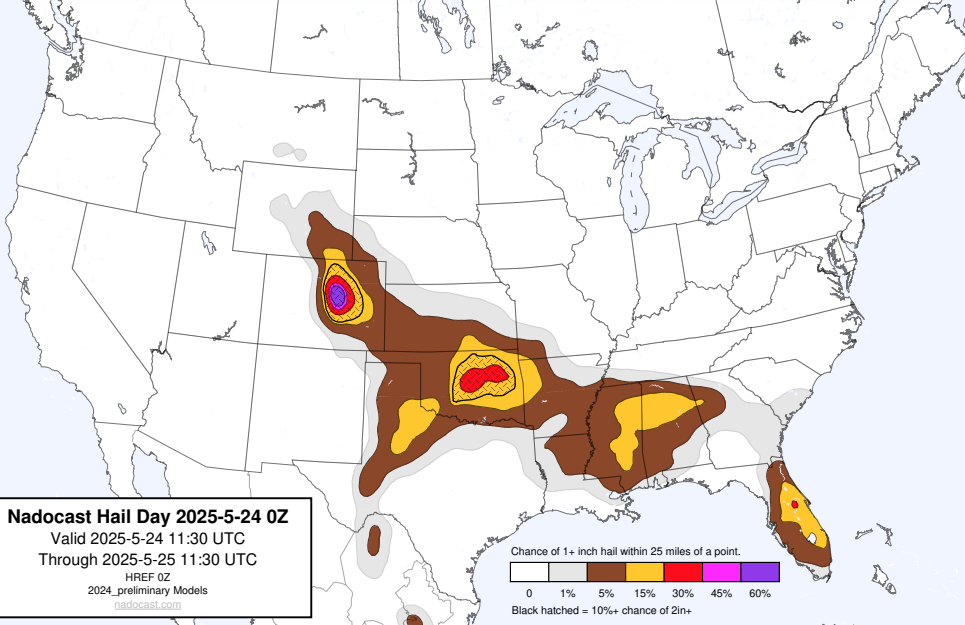 Nadocast Hail Day 2025-5-24 0Z
Valid 2025-5-24 11:30 UTC
Through 2025-5-25 11:30 UTC
HREF 0Z
2024_preliminary Models
nadocast.com
Chance of 1+ inch hail within 25 miles of a point.
0 1% 5% 15% 30% 45% 60%
Black hatched = 10%+ chance of 2in+